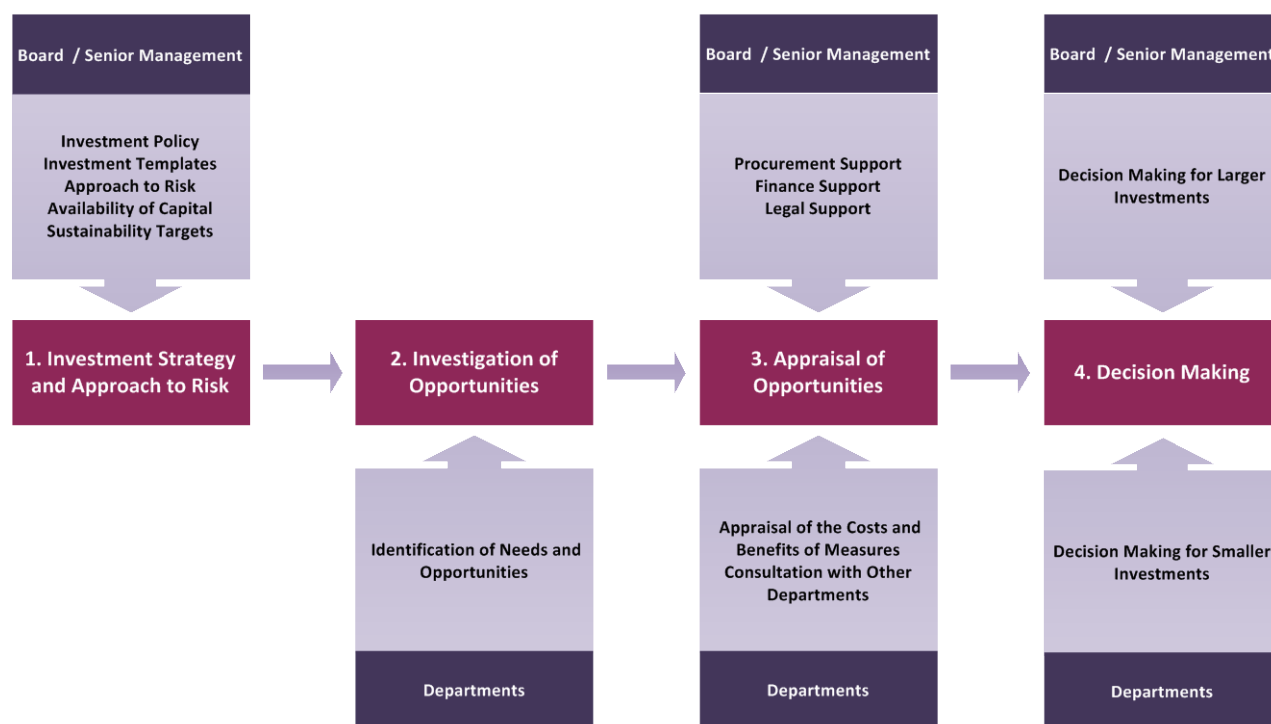 Board  / Senior Management
Investment Policy
Investment Templates
Approach to Risk
Availability of Capital
Sustainability Targets
Board  / Senior Management
Procurement Support
Finance Support
Legal Support
Board  / Senior Management
Decision Making for Larger
Investments
1. Investment Strategy
and Approach to Risk
2. Investigation of
Opportunities
3. Appraisal of
Opportunities
4. Decision Making
Identification of Needs and
Opportunities
Departments
Appraisal of the Costs and
Benefits of Measures
Consultation with Other
Departments
Departments
Decision Making for Smaller
Investments
Departments